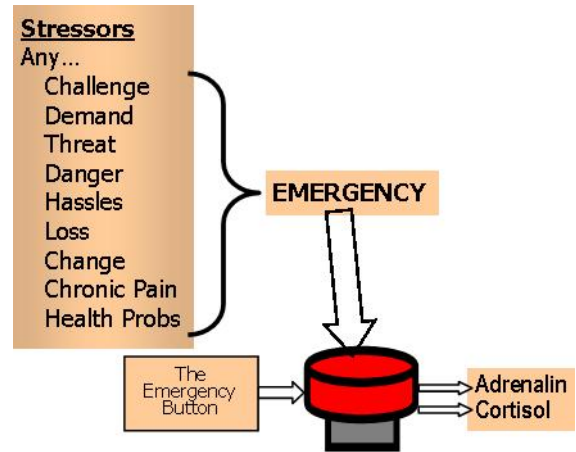 Stressors
Any...
Challenge
Demand
Threat
Danger
Hassles
Loss
Change
Chronic Pain
Health Probs
EMERGENCY
The
Emergency
Button
Adrenalin
Cortisol